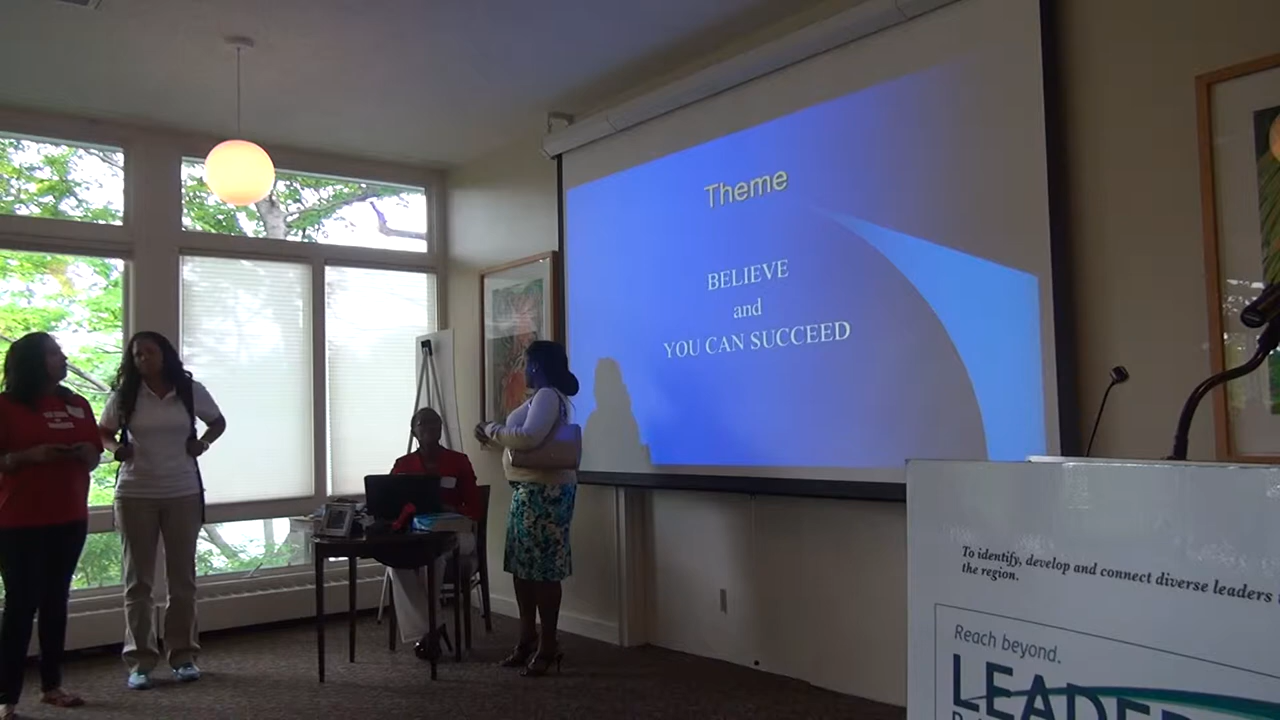 Theme
BELIEVE
and
YOU CAN SUCCEED
To identify, develop and connect diverse leaders
the region.
Reach beyond.